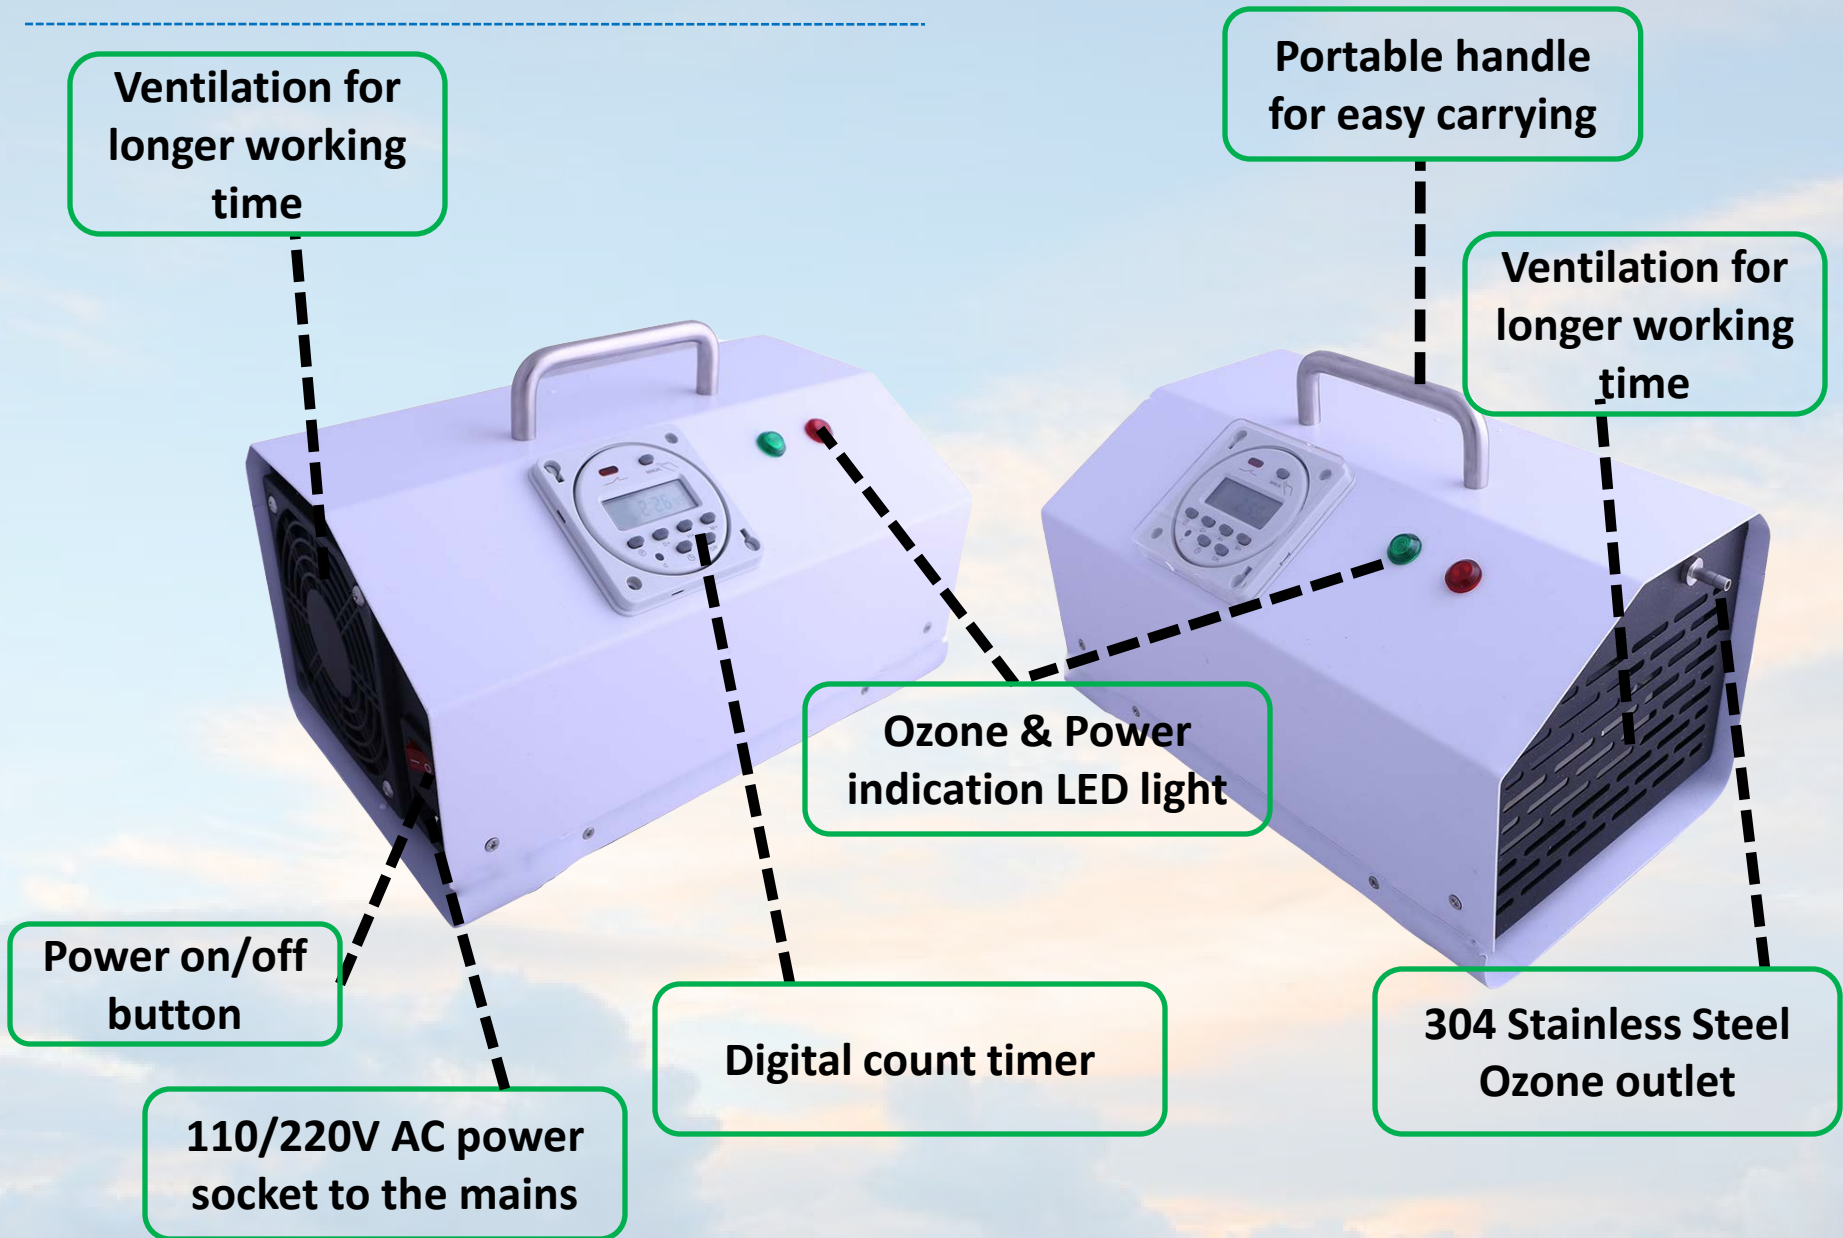 Ventilation for
longer working
time
Portable handle
for easy carrying
Ventilation for
longer working
time
Ozone & Power
indication LED light
Power on/off
button
Digital count timer
304 Stainless Steel
Ozone outlet
110/220V AC power
socket to the mains